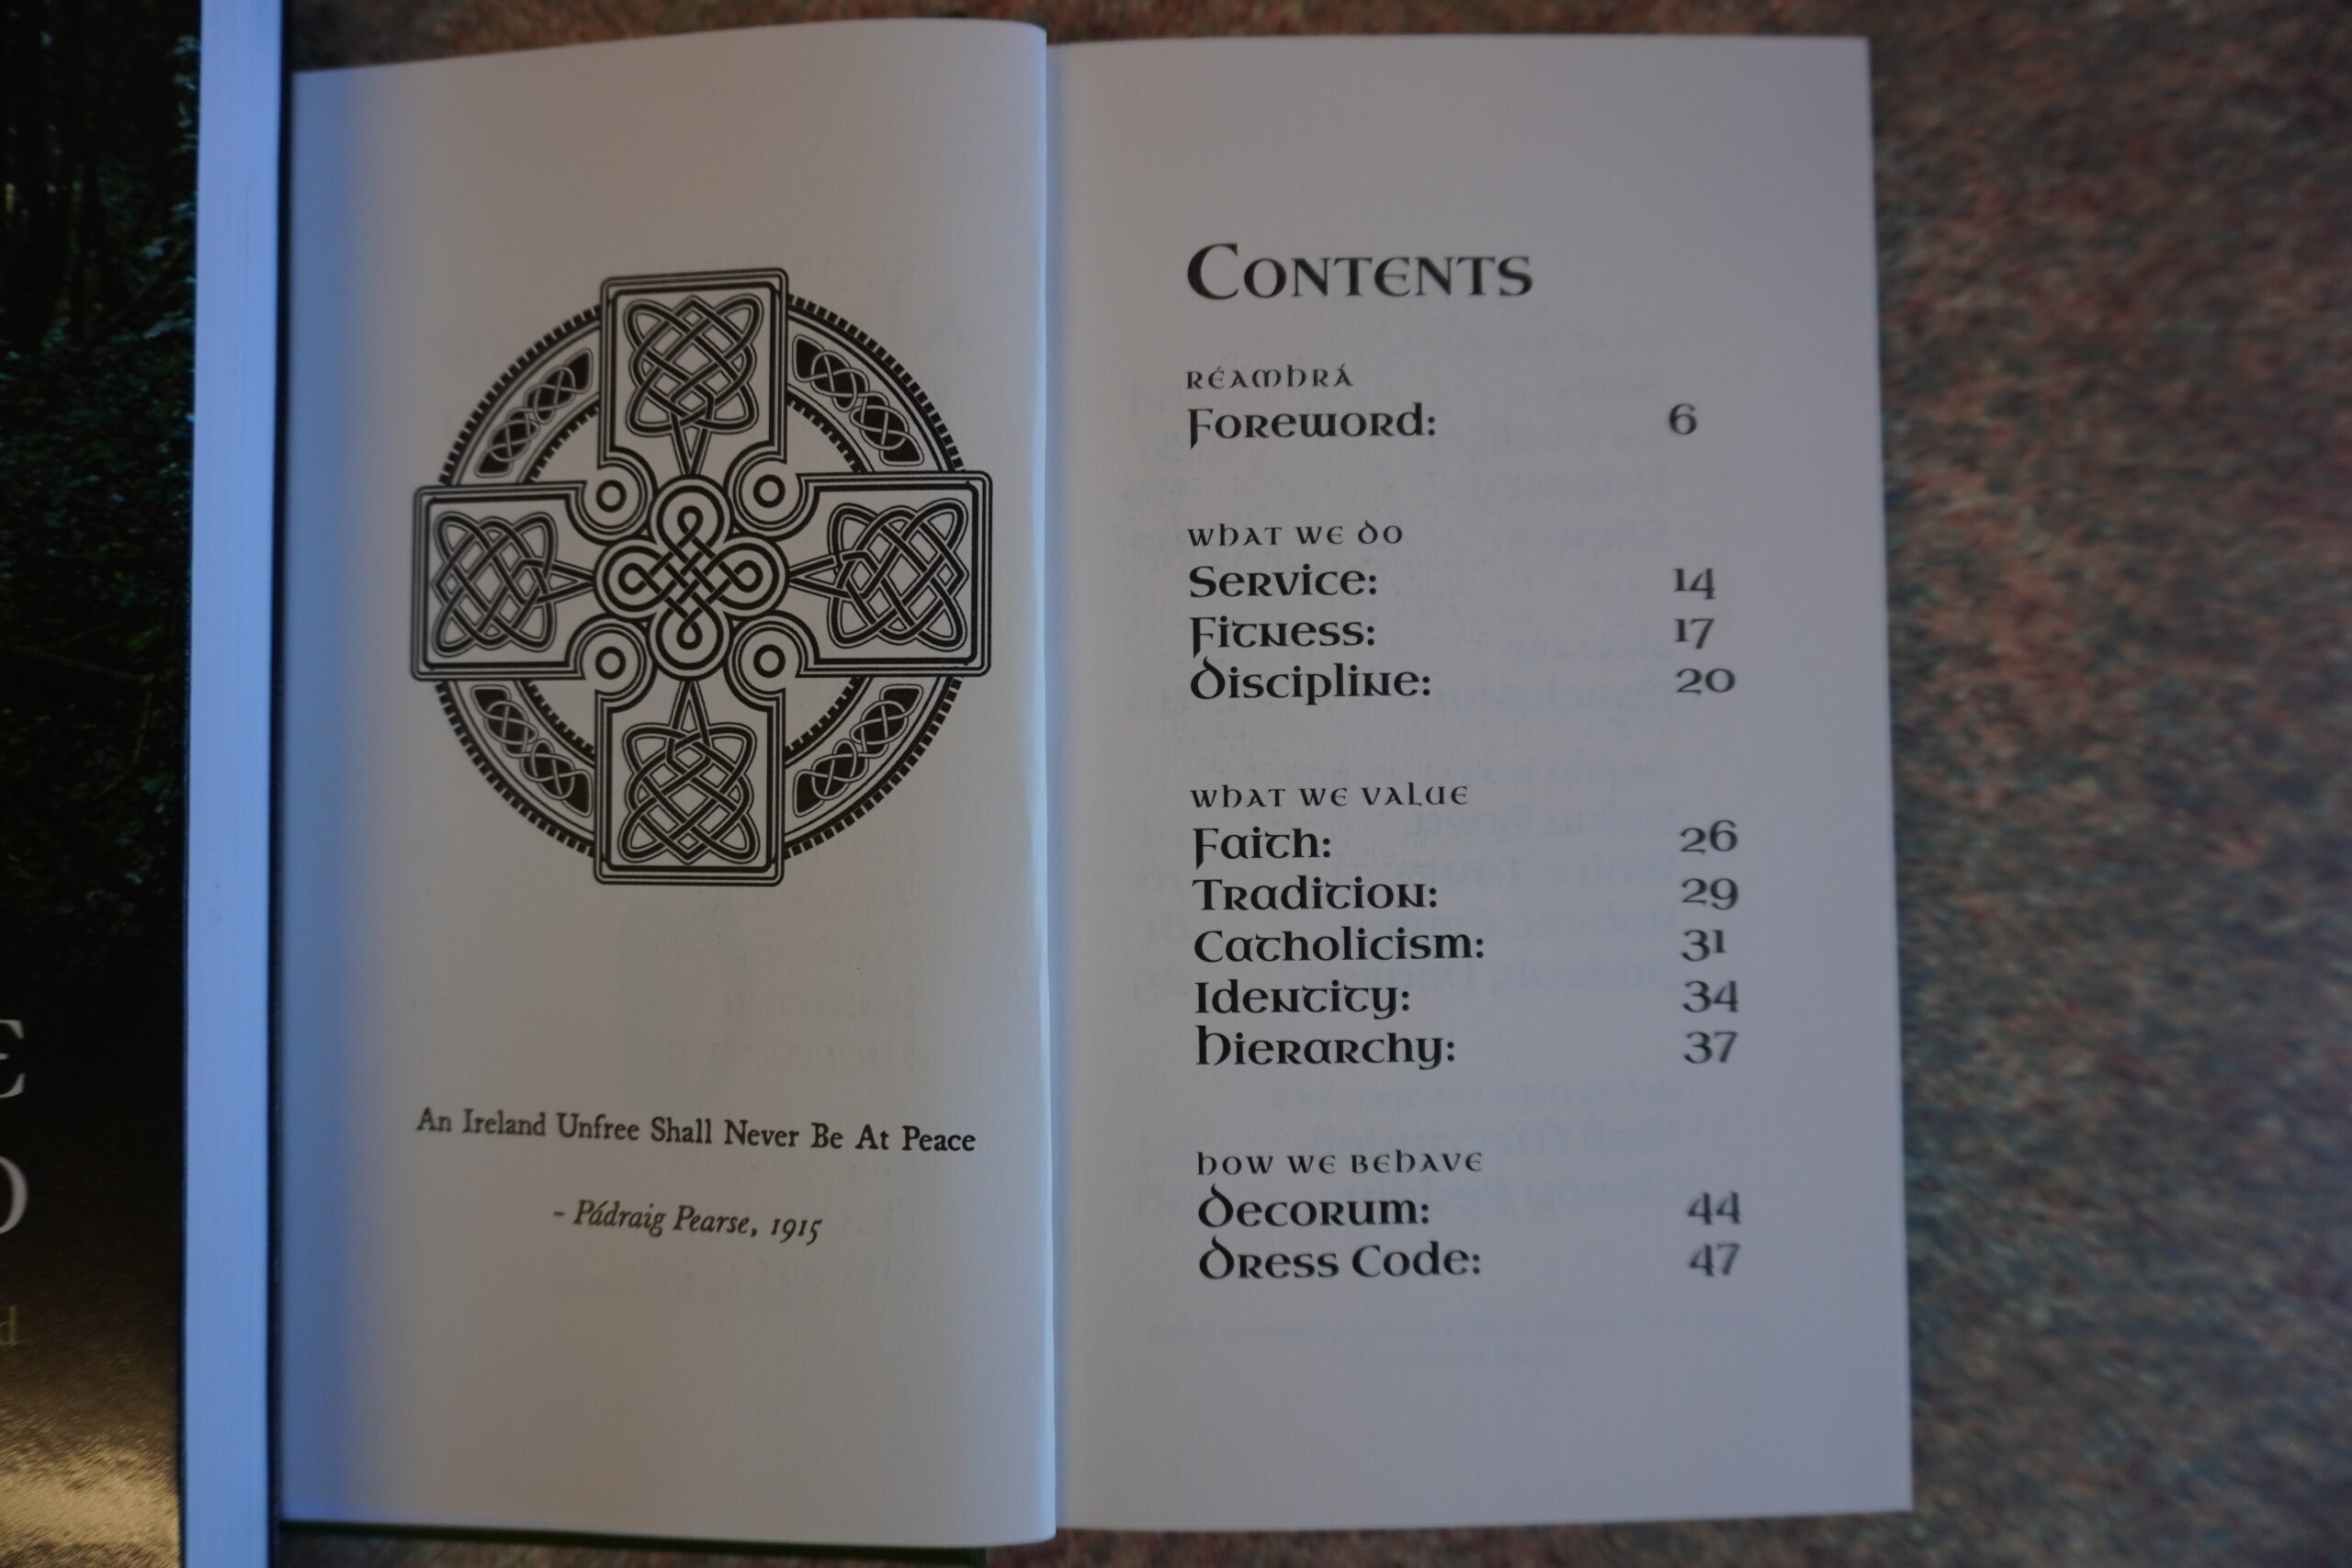 An Ireland Unfree Shall Never Be At Peace
- Pádraig Pearse, 1915
CONTENTS
RÉAMHRÁ
Foreword: 6
WHAT WE DO
Service: 14
Fitness: 17
Discipline: 20
WHAT WE VALUE
Faith: 26
Tradition: 29
Catholicism: 31
Identity: 34
Hierarchy: 37
HOW WE BEHAVE
Decorum: 44
Dress Code: 47